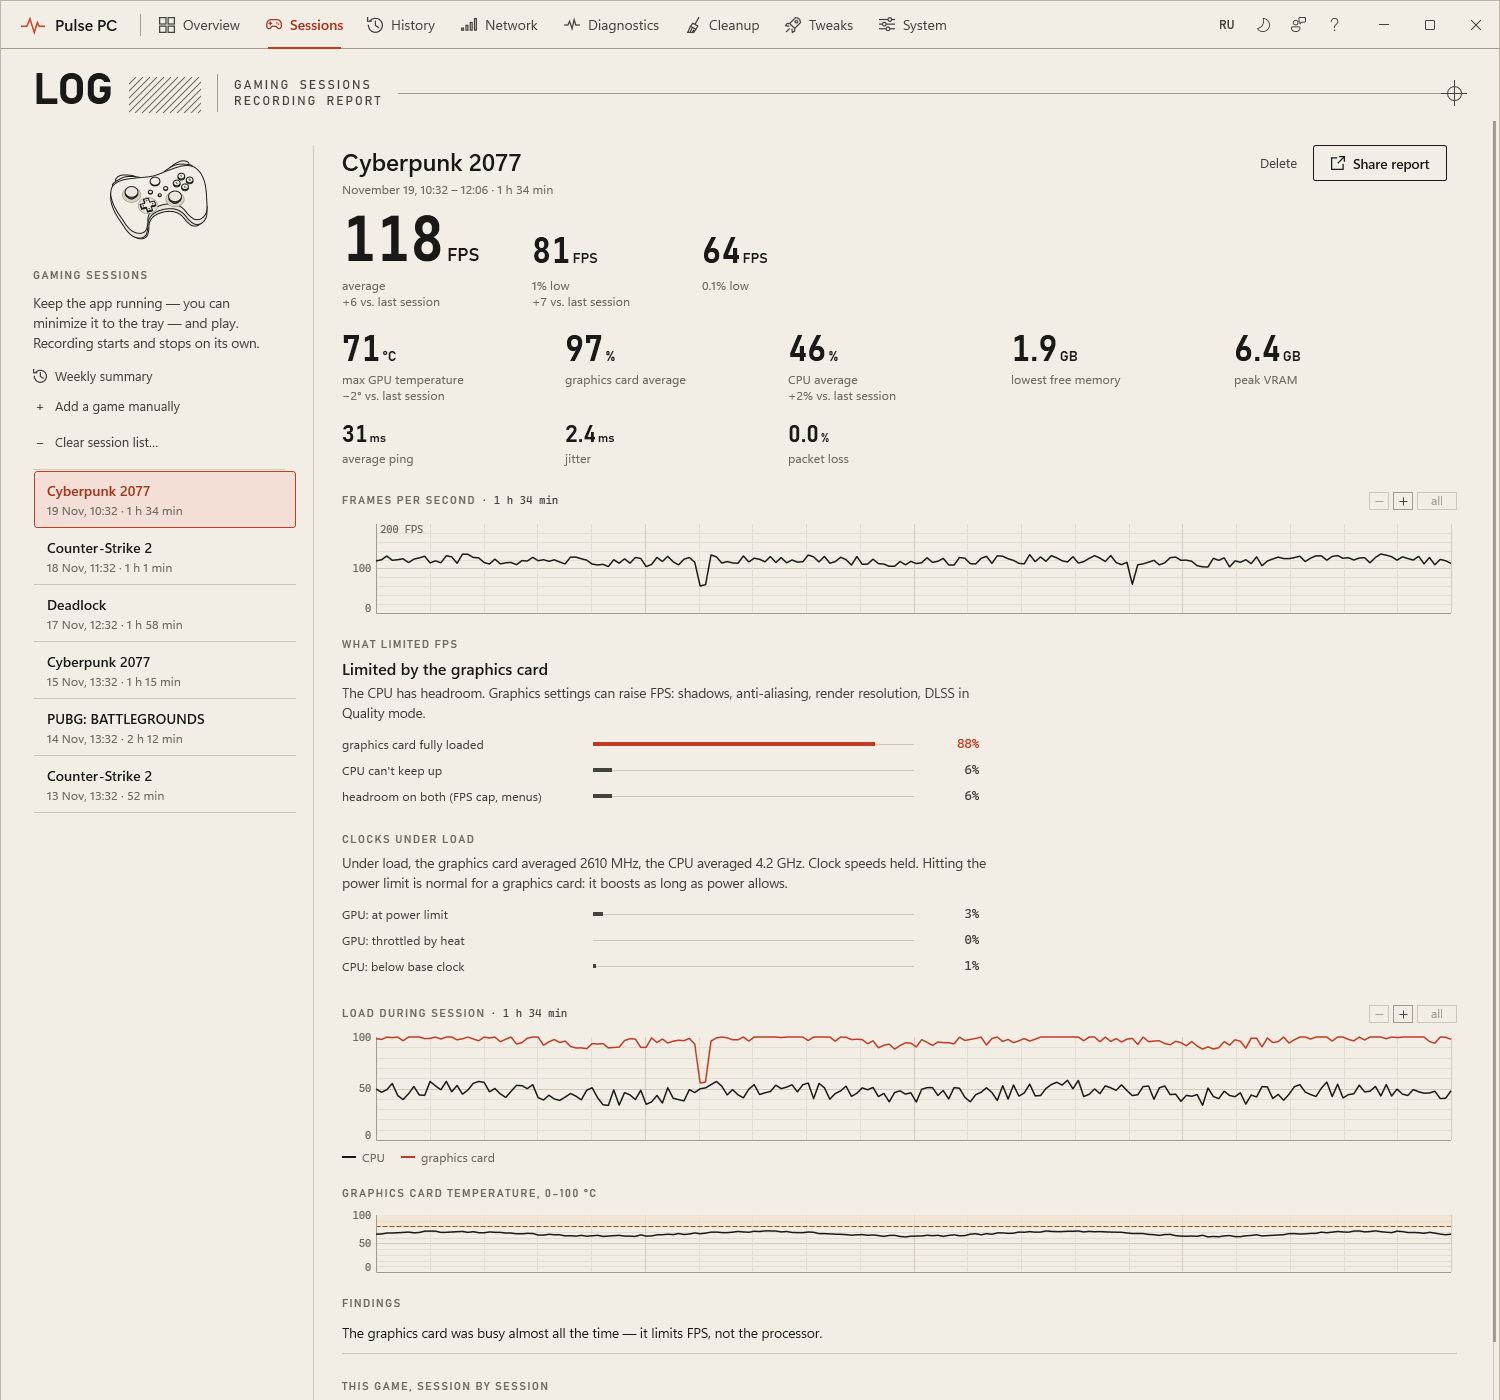 Pulse PC
Overview
Sessions
History
Network
Diagnostics
Cleanup
Tweaks
System
RU
?
LOG
GAMING SESSIONS
RECORDING REPORT
GAMING SESSIONS
Keep the app running — you can
minimize it to the tray — and play.
Recording starts and stops on its own.
Weekly summary
+ Add a game manually
− Clear session list...
Cyberpunk 2077
19 Nov, 10:32 · 1 h 34 min
Counter-Strike 2
18 Nov, 11:32 · 1 h 1 min
Deadlock
17 Nov, 12:32 · 1 h 58 min
Cyberpunk 2077
15 Nov, 13:32 · 1 h 15 min
PUBG: BATTLEGROUNDS
14 Nov, 13:32 · 2 h 12 min
Counter-Strike 2
13 Nov, 13:32 · 52 min
Cyberpunk 2077
Delete
Share report
November 19, 10:32 – 12:06 · 1 h 34 min
118 FPS
average
+6 vs. last session
81 FPS
1% low
+7 vs. last session
64 FPS
0.1% low
71 °C
max GPU temperature
−2° vs. last session
97 %
graphics card average
46 %
CPU average
+2% vs. last session
1.9 GB
lowest free memory
6.4 GB
peak VRAM
31 ms
average ping
2.4 ms
jitter
0.0 %
packet loss
FRAMES PER SECOND · 1 h 34 min
− + all
200 FPS
100
0
WHAT LIMITED FPS
Limited by the graphics card
The CPU has headroom. Graphics settings can raise FPS: shadows, anti-aliasing, render resolution, DLSS in
Quality mode.
graphics card fully loaded 88%
CPU can't keep up 6%
headroom on both (FPS cap, menus) 6%
CLOCKS UNDER LOAD
Under load, the graphics card averaged 2610 MHz, the CPU averaged 4.2 GHz. Clock speeds held. Hitting the
power limit is normal for a graphics card: it boosts as long as power allows.
GPU: at power limit 3%
GPU: throttled by heat 0%
CPU: below base clock 1%
LOAD DURING SESSION · 1 h 34 min
− + all
100
50
0
CPU
graphics card
GRAPHICS CARD TEMPERATURE, 0–100 °C
100
50
0
FINDINGS
The graphics card was busy almost all the time — it limits FPS, not the processor.
THIS GAME, SESSION BY SESSION